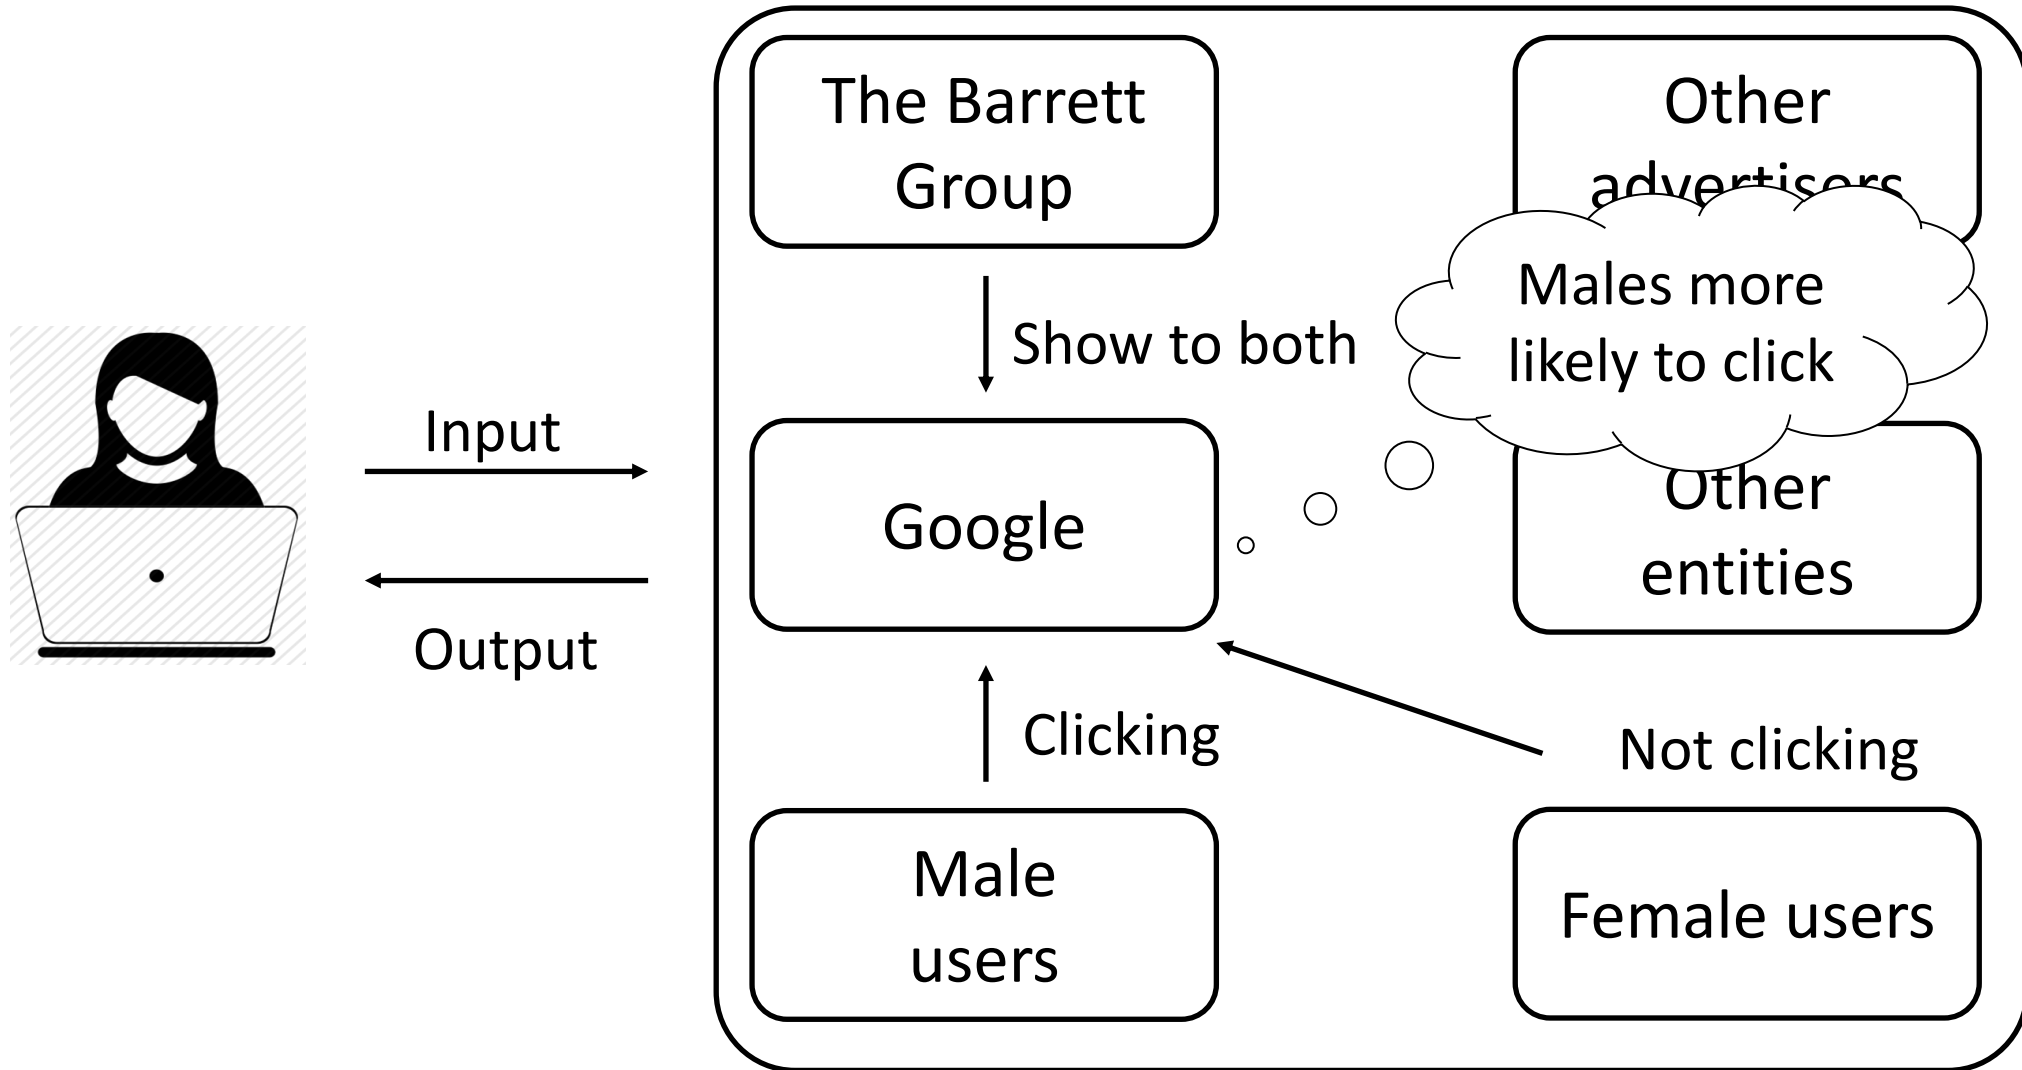 The Barrett
Group
Other
advertisers
Show to both
Males more
likely to click
Input
Output
Google
Other
entities
Clicking
Not clicking
Male
users
Female users